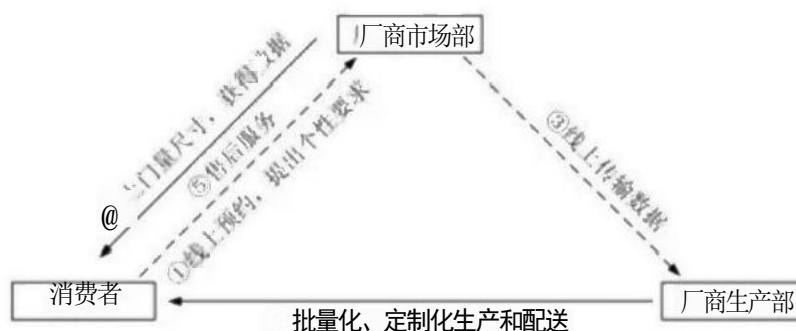 厂商市场部
门量尺寸，获得数据
⑤售后服务
①线上预约，提出个性要求
③线上传输数据
@
消费者
厂商生产部
批量化、定制化生产和配送